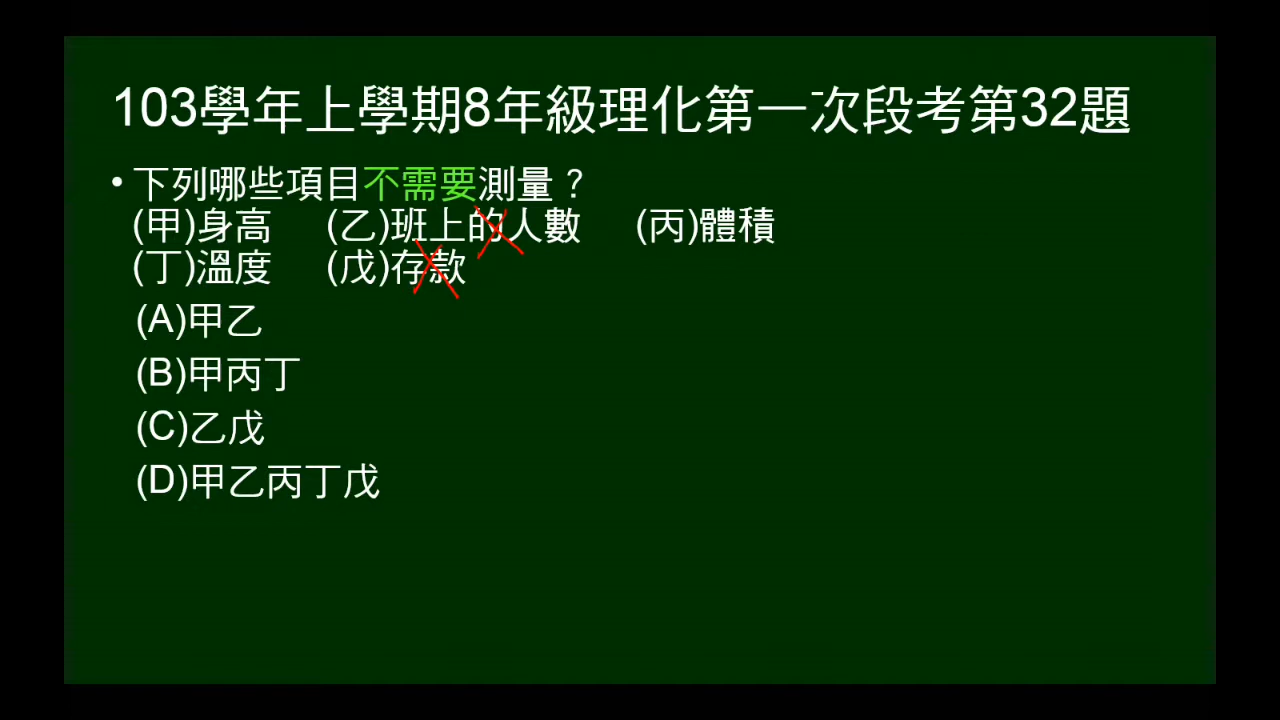 103學年上學期8年級理化第一次段考第32題
•下列哪些項目不需要測量？
(甲)身高 (乙)班上的人數 (丙)體積
(丁)溫度 (戊)存款
(A)甲乙
(B)甲丙丁
(C)乙戊
(D)甲乙丙丁戊